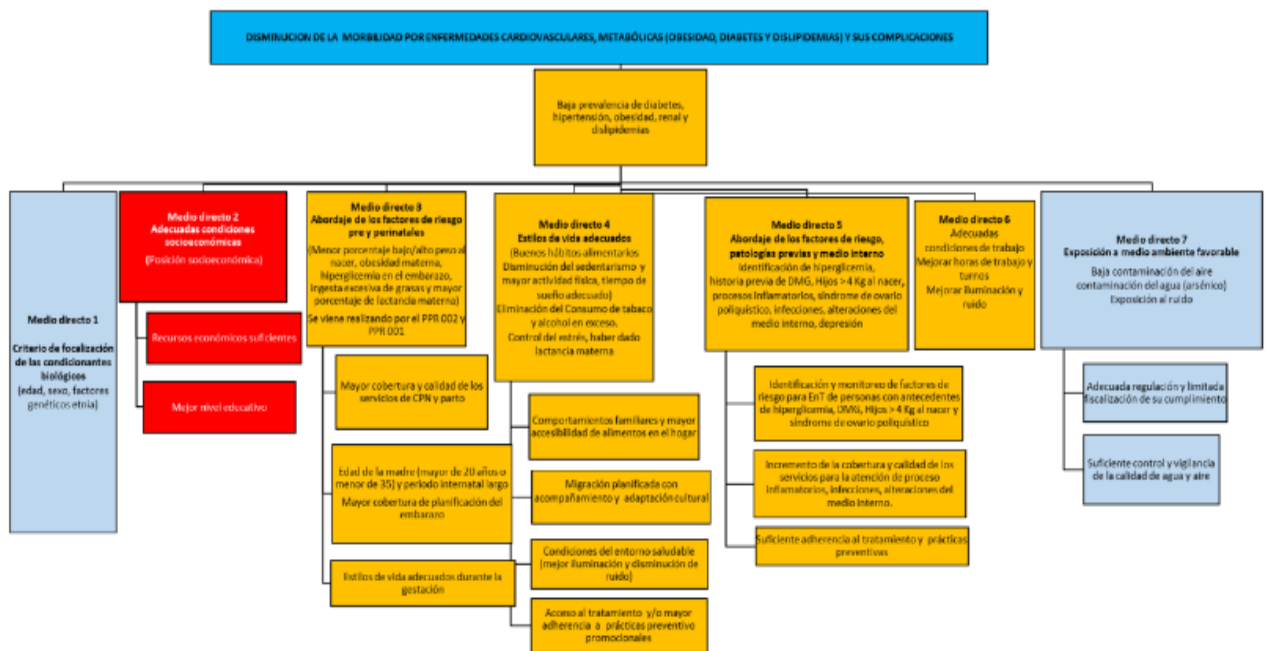 DISMINUCION DE LA MORBILIDAD POR ENFERMEDADES CARDIOVASCULARES, METABÓLICAS (OBESIDAD, DIABETES Y DISLIPIDEMIAS) Y SUS COMPLICACIONES
Baja prevalencia de diabetes,
hipertensión, obesidad, renal y
dislipidemias
Medio directo 1
Criterio de focalización
de las condicionantes
biológicos
(edad, sexo, factores
genéticos etnia)
Medio directo 2
Adecuadas condiciones
socioeconómicas
(Posición socioeconómica)
Recursos económicos suficientes
Mejor nivel educativo
Medio directo 3
Abordaje de los factores de riesgo
pre y perinatales
(Menor porcentaje bajo/alto peso al
nacer, obesidad materna,
hiperglicemia en el embarazo,
Ingesta excesiva de grasas y mayor
porcentaje de lactancia materna)
Se viene realizando por el PPR 002 y
PPR 001
Mayor cobertura y calidad de los
servicios de CPN y parto
Edad de la madre (mayor de 20 años o
menor de 35) y periodo internatal largo
Mayor cobertura de planificación del
embarazo
Estilos de vida adecuados durante la
gestación
Medio directo 4
Estilos de vida adecuados
(Buenos hábitos alimentarios
Disminución del sedentarismo y
mayor actividad física, tiempo de
sueño adecuado)
Eliminación del Consumo de tabaco
y alcohol en exceso.
Control del estrés, haber dado
lactancia materna
Comportamientos familiares y mayor
accesibilidad de alimentos en el hogar
Migración planificada con
acompañamiento y adaptación cultural
Condiciones del entorno saludable
(mejor iluminación y disminución de
ruido)
Acceso al tratamiento y/o mayor
adherencia a prácticas preventivo
promocionales
Medio directo 5
Abordaje de los factores de riesgo,
patologías previas y medio interno
Identificación de hiperglicemia,
historia previa de DMG, Hijos > 4 Kg al nacer,
procesos inflamatorios, síndrome de ovario
poliquístico, infecciones, alteraciones del
medio interno, depresión
Identificación y monitoreo de factores de
riesgo para EnT de personas con antecedentes
de hiperglicemia, DMG, Hijos > 4 Kg al nacer y
síndrome de ovario poliquístico
Incremento de la cobertura y calidad de los
servicios para la atención de proceso
inflamatorios, infecciones, alteraciones del
medio interno.
Suficiente adherencia al tratamiento y prácticas
preventivas
Medio directo 6
Adecuadas
condiciones de trabajo
Mejorar horas de trabajo y
turnos
Mejorar iluminación y
ruido
Medio directo 7
Exposición a medio ambiente favorable
Baja contaminación del aire
contaminación del agua (arsénico)
Exposición al ruido
Adecuada regulación y limitada
fiscalización de su cumplimiento
Suficiente control y vigilancia
de la calidad de agua y aire